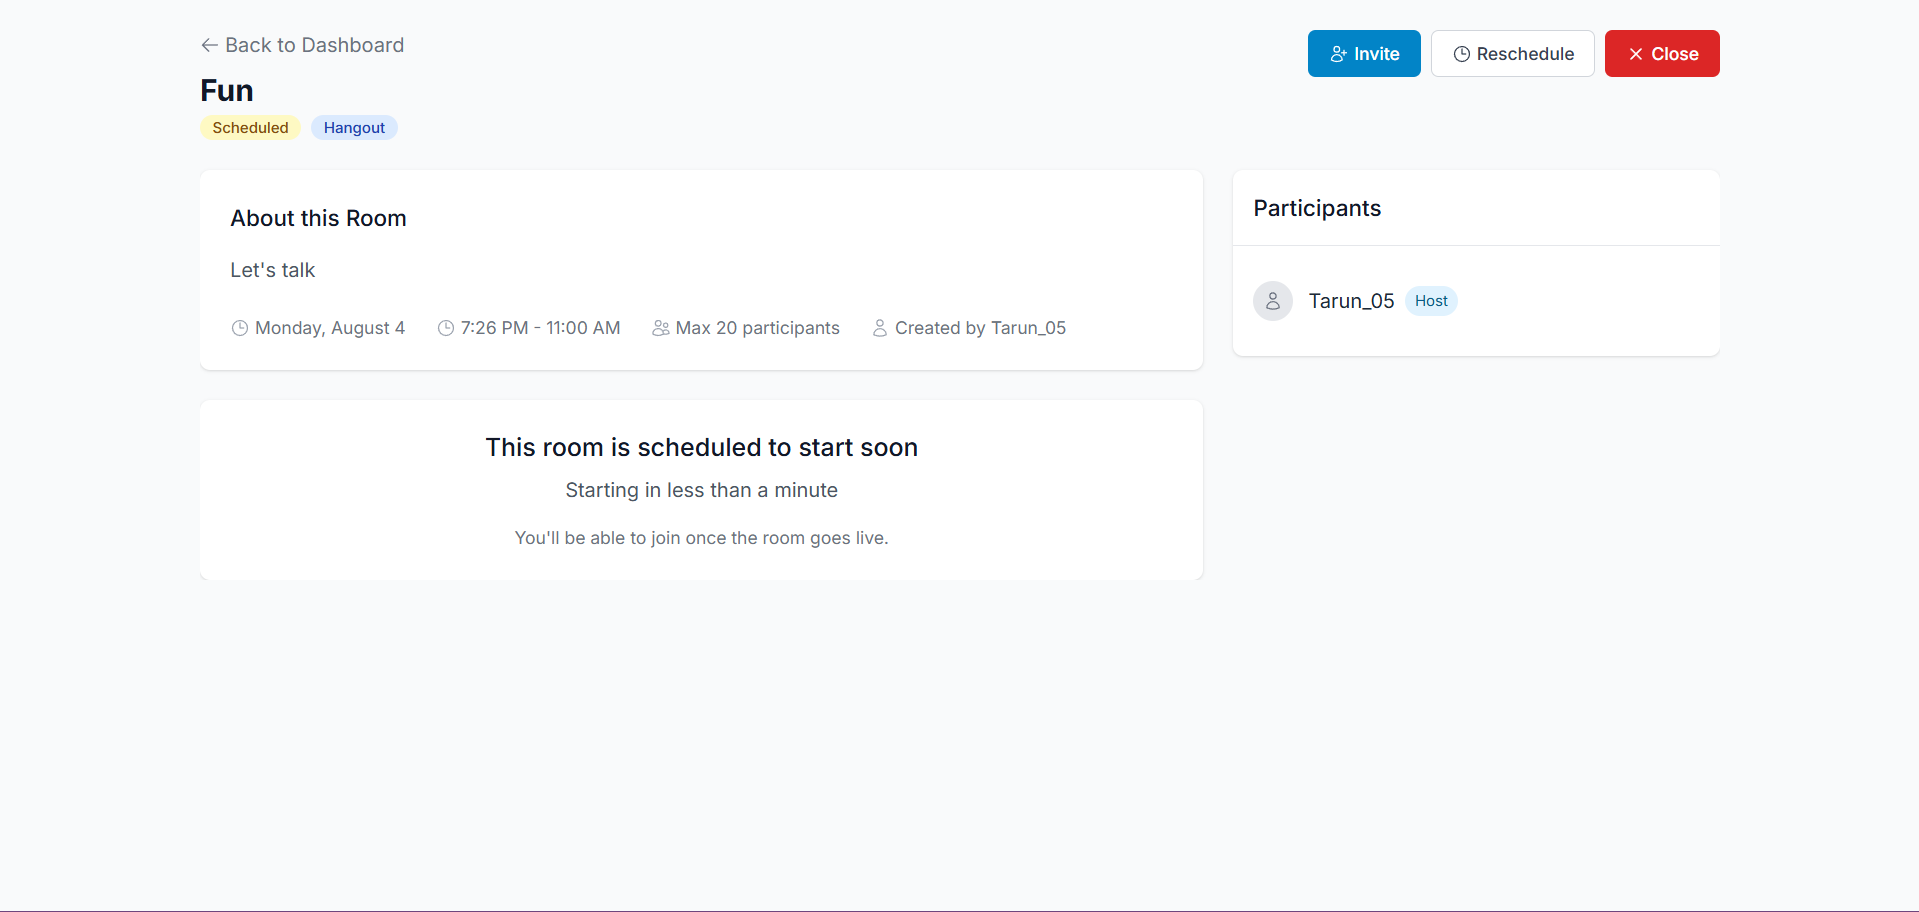 Back to Dashboard
Invite
Reschedule
Close
Fun
Scheduled
Hangout
About this Room
Let's talk
Monday, August 4
7:26 PM - 11:00 AM
Max 20 participants
Created by Tarun_05
Participants
Tarun_05
Host
This room is scheduled to start soon
Starting in less than a minute
You'll be able to join once the room goes live.